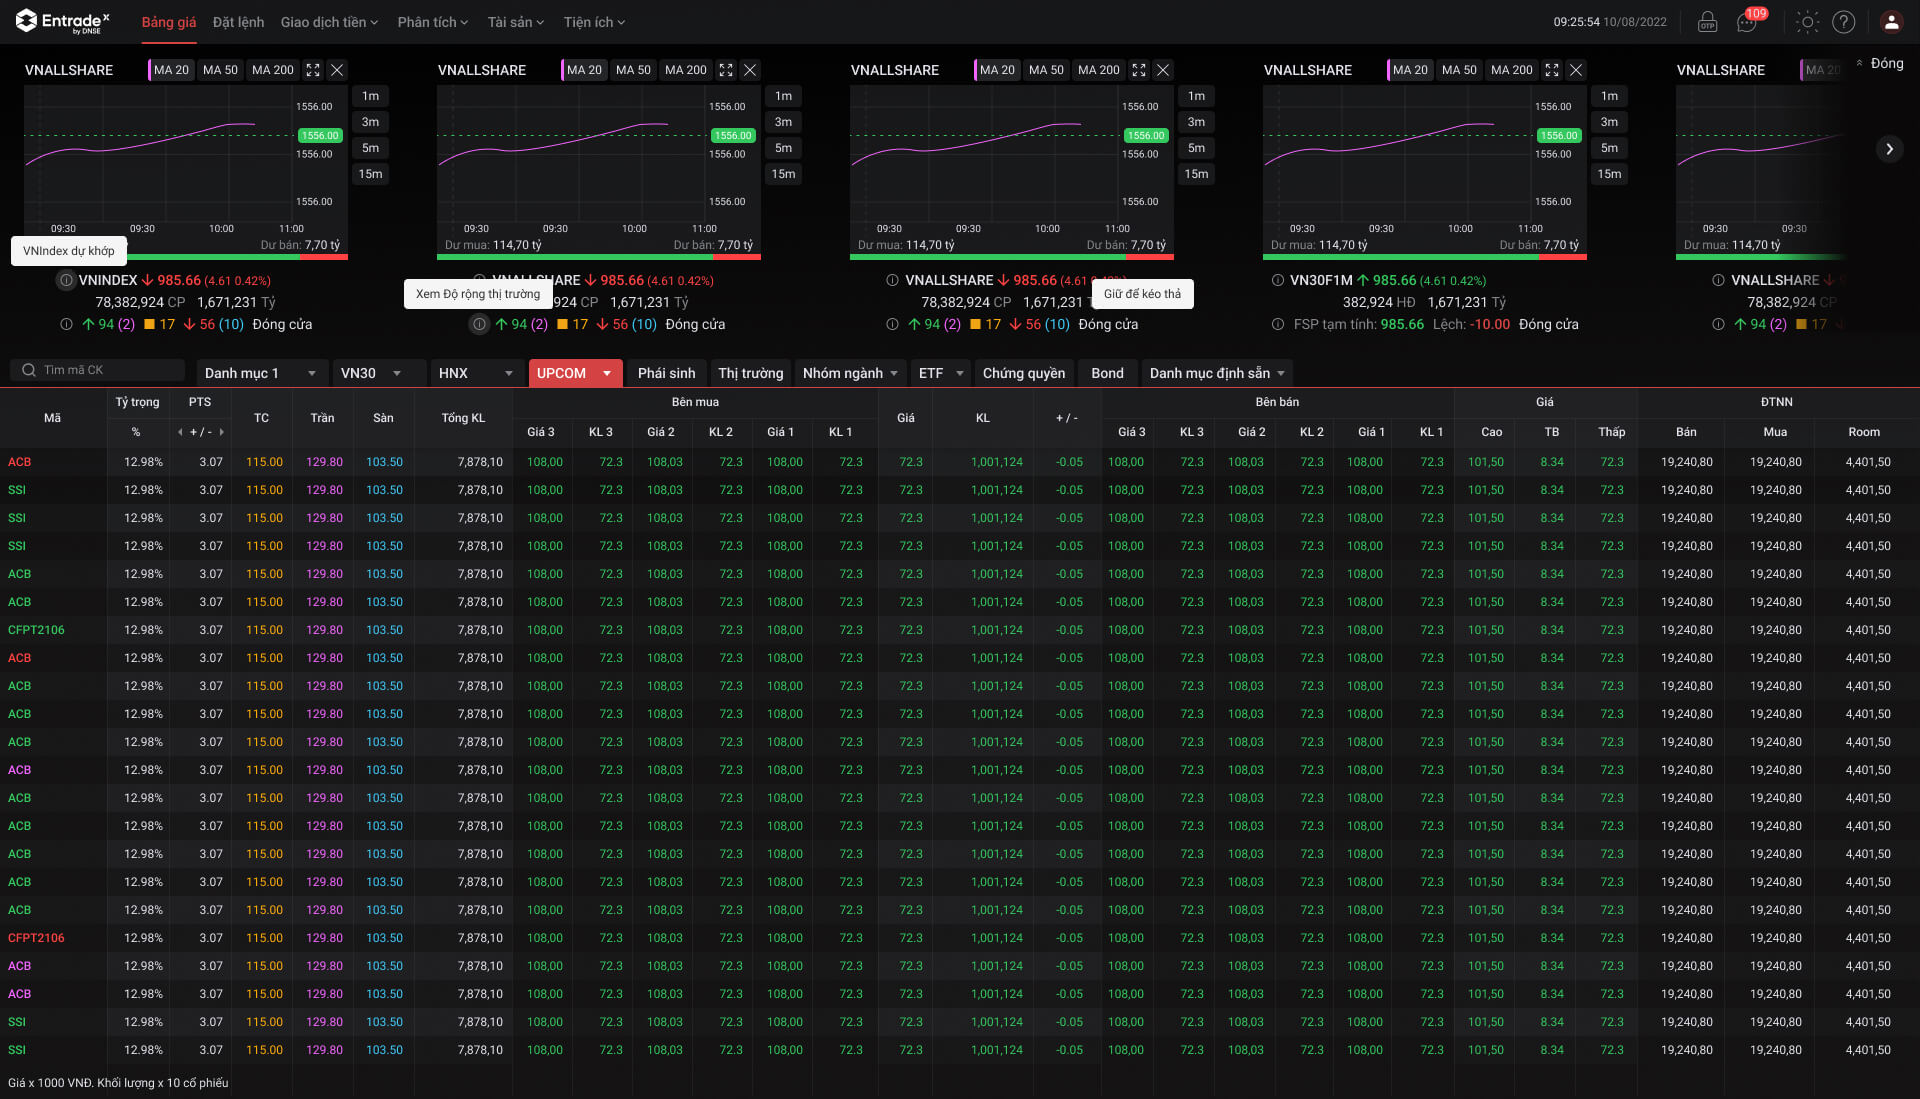 Entrade X by DNSE Bảng giá Đặt lệnh Giao dịch tiền Phân tích Tài sản Tiện ích 09:25:54 10/08/2022 OTP 109
VNALLSHARE MA 20 MA 50 MA 200 VNALLSHARE MA 20 MA 50 MA 200 VNALLSHARE MA 20 MA 50 MA 200 VNALLSHARE MA 20 MA 50 MA 200 VNALLSHARE MA 20 Đóng
1m 1m 1m 1m
1556.00 1556.00 1556.00 1556.00
3m 3m 3m 3m
1556.00 1556.00 1556.00 1556.00
5m 5m 5m 5m
1556.00 1556.00 1556.00 1556.00
15m 15m 15m 15m
1556.00 1556.00 1556.00 1556.00
09:30 09:30 10:00 11:00 09:30 09:30 10:00 11:00 09:30 09:30 10:00 11:00 09:30 09:30 10:00 11:00 09:30 09:30
Dư bán: 7,70 tỷ Dư mua: 114,70 tỷ Dư bán: 7,70 tỷ Dư mua: 114,70 tỷ Dư bán: 7,70 tỷ Dư mua: 114,70 tỷ Dư bán: 7,70 tỷ Dư mua: 114,70 tỷ
VNIndex dự khớp
VNINDEX 985.66 (4.61 0.42%) VNALLSHARE 985.66 (4.61 0.42%) VNALLSHARE 985.66 (4.61 0.42%) VN30F1M 985.66 (4.61 0.42%) VNALLSHARE
Xem Độ rộng thị trường Giữ để kéo thả
78,382,924 CP 1,671,231 Tỷ 924 CP 1,671,231 Tỷ 78,382,924 CP 1,671,231 382,924 HĐ 1,671,231 Tỷ 78,382,924 CP
94 (2) 17 56 (10) Đóng cửa 94 (2) 17 56 (10) Đóng cửa 94 (2) 17 56 (10) Đóng cửa FSP tạm tính: 985.66 Lệch: -10.00 Đóng cửa 94 (2) 17
Tìm mã CK Danh mục 1 VN30 HNX UPCOM Phái sinh Thị trường Nhóm ngành ETF Chứng quyền Bond Danh mục định sẵn
Mã Tỷ trọng PTS TC Trần Sàn Tổng KL Bên mua Giá KL + / - Bên bán Giá ĐTNN
% + / - Giá 3 KL 3 Giá 2 KL 2 Giá 1 KL 1 Giá 3 KL 3 Giá 2 KL 2 Giá 1 KL 1 Cao TB Thấp Bán Mua Room
ACB 12.98% 3.07 115.00 129.80 103.50 7,878,10 108,00 72.3 108,03 72.3 108,00 72.3 72.3 1,001,124 -0.05 108,00 72.3 108,03 72.3 108,00 72.3 101,50 8.34 72.3 19,240,80 19,240,80 4,401,50
SSI 12.98% 3.07 115.00 129.80 103.50 7,878,10 108,00 72.3 108,03 72.3 108,00 72.3 72.3 1,001,124 -0.05 108,00 72.3 108,03 72.3 108,00 72.3 101,50 8.34 72.3 19,240,80 19,240,80 4,401,50
SSI 12.98% 3.07 115.00 129.80 103.50 7,878,10 108,00 72.3 108,03 72.3 108,00 72.3 72.3 1,001,124 -0.05 108,00 72.3 108,03 72.3 108,00 72.3 101,50 8.34 72.3 19,240,80 19,240,80 4,401,50
SSI 12.98% 3.07 115.00 129.80 103.50 7,878,10 108,00 72.3 108,03 72.3 108,00 72.3 72.3 1,001,124 -0.05 108,00 72.3 108,03 72.3 108,00 72.3 101,50 8.34 72.3 19,240,80 19,240,80 4,401,50
ACB 12.98% 3.07 115.00 129.80 103.50 7,878,10 108,00 72.3 108,03 72.3 108,00 72.3 72.3 1,001,124 -0.05 108,00 72.3 108,03 72.3 108,00 72.3 101,50 8.34 72.3 19,240,80 19,240,80 4,401,50
ACB 12.98% 3.07 115.00 129.80 103.50 7,878,10 108,00 72.3 108,03 72.3 108,00 72.3 72.3 1,001,124 -0.05 108,00 72.3 108,03 72.3 108,00 72.3 101,50 8.34 72.3 19,240,80 19,240,80 4,401,50
CFPT2106 12.98% 3.07 115.00 129.80 103.50 7,878,10 108,00 72.3 108,03 72.3 108,00 72.3 72.3 1,001,124 -0.05 108,00 72.3 108,03 72.3 108,00 72.3 101,50 8.34 72.3 19,240,80 19,240,80 4,401,50
ACB 12.98% 3.07 115.00 129.80 103.50 7,878,10 108,00 72.3 108,03 72.3 108,00 72.3 72.3 1,001,124 -0.05 108,00 72.3 108,03 72.3 108,00 72.3 101,50 8.34 72.3 19,240,80 19,240,80 4,401,50
ACB 12.98% 3.07 115.00 129.80 103.50 7,878,10 108,00 72.3 108,03 72.3 108,00 72.3 72.3 1,001,124 -0.05 108,00 72.3 108,03 72.3 108,00 72.3 101,50 8.34 72.3 19,240,80 19,240,80 4,401,50
ACB 12.98% 3.07 115.00 129.80 103.50 7,878,10 108,00 72.3 108,03 72.3 108,00 72.3 72.3 1,001,124 -0.05 108,00 72.3 108,03 72.3 108,00 72.3 101,50 8.34 72.3 19,240,80 19,240,80 4,401,50
ACB 12.98% 3.07 115.00 129.80 103.50 7,878,10 108,00 72.3 108,03 72.3 108,00 72.3 72.3 1,001,124 -0.05 108,00 72.3 108,03 72.3 108,00 72.3 101,50 8.34 72.3 19,240,80 19,240,80 4,401,50
ACB 12.98% 3.07 115.00 129.80 103.50 7,878,10 108,00 72.3 108,03 72.3 108,00 72.3 72.3 1,001,124 -0.05 108,00 72.3 108,03 72.3 108,00 72.3 101,50 8.34 72.3 19,240,80 19,240,80 4,401,50
ACB 12.98% 3.07 115.00 129.80 103.50 7,878,10 108,00 72.3 108,03 72.3 108,00 72.3 72.3 1,001,124 -0.05 108,00 72.3 108,03 72.3 108,00 72.3 101,50 8.34 72.3 19,240,80 19,240,80 4,401,50
ACB 12.98% 3.07 115.00 129.80 103.50 7,878,10 108,00 72.3 108,03 72.3 108,00 72.3 72.3 1,001,124 -0.05 108,00 72.3 108,03 72.3 108,00 72.3 101,50 8.34 72.3 19,240,80 19,240,80 4,401,50
ACB 12.98% 3.07 115.00 129.80 103.50 7,878,10 108,00 72.3 108,03 72.3 108,00 72.3 72.3 1,001,124 -0.05 108,00 72.3 108,03 72.3 108,00 72.3 101,50 8.34 72.3 19,240,80 19,240,80 4,401,50
ACB 12.98% 3.07 115.00 129.80 103.50 7,878,10 108,00 72.3 108,03 72.3 108,00 72.3 72.3 1,001,124 -0.05 108,00 72.3 108,03 72.3 108,00 72.3 101,50 8.34 72.3 19,240,80 19,240,80 4,401,50
ACB 12.98% 3.07 115.00 129.80 103.50 7,878,10 108,00 72.3 108,03 72.3 108,00 72.3 72.3 1,001,124 -0.05 108,00 72.3 108,03 72.3 108,00 72.3 101,50 8.34 72.3 19,240,80 19,240,80 4,401,50
CFPT2106 12.98% 3.07 115.00 129.80 103.50 7,878,10 108,00 72.3 108,03 72.3 108,00 72.3 72.3 1,001,124 -0.05 108,00 72.3 108,03 72.3 108,00 72.3 101,50 8.34 72.3 19,240,80 19,240,80 4,401,50
ACB 12.98% 3.07 115.00 129.80 103.50 7,878,10 108,00 72.3 108,03 72.3 108,00 72.3 72.3 1,001,124 -0.05 108,00 72.3 108,03 72.3 108,00 72.3 101,50 8.34 72.3 19,240,80 19,240,80 4,401,50
ACB 12.98% 3.07 115.00 129.80 103.50 7,878,10 108,00 72.3 108,03 72.3 108,00 72.3 72.3 1,001,124 -0.05 108,00 72.3 108,03 72.3 108,00 72.3 101,50 8.34 72.3 19,240,80 19,240,80 4,401,50
SSI 12.98% 3.07 115.00 129.80 103.50 7,878,10 108,00 72.3 108,03 72.3 108,00 72.3 72.3 1,001,124 -0.05 108,00 72.3 108,03 72.3 108,00 72.3 101,50 8.34 72.3 19,240,80 19,240,80 4,401,50
SSI 12.98% 3.07 115.00 129.80 103.50 7,878,10 108,00 72.3 108,03 72.3 108,00 72.3 72.3 1,001,124 -0.05 108,00 72.3 108,03 72.3 108,00 72.3 101,50 8.34 72.3 19,240,80 19,240,80 4,401,50
Giá x 1000 VNĐ. Khối lượng x 10 cổ phiếu